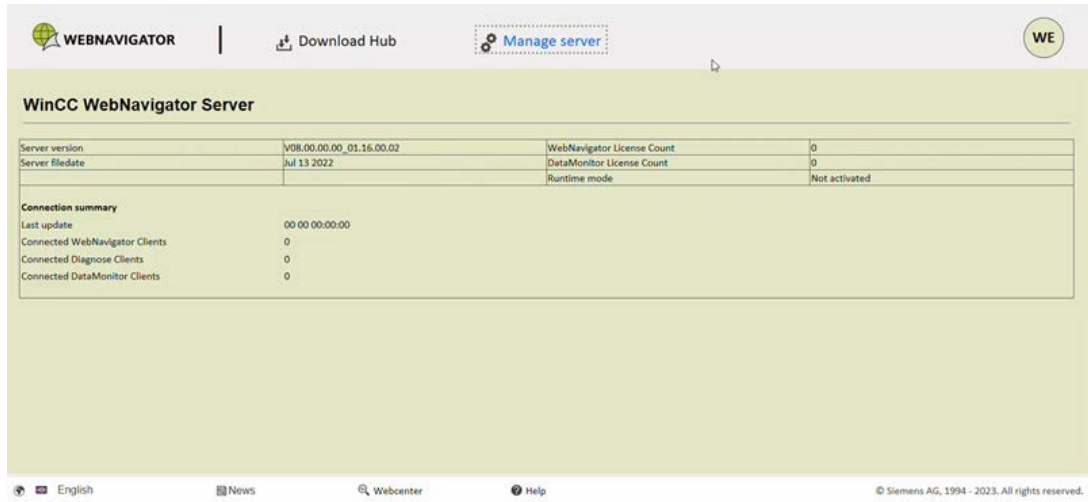 WEBNAVIGATOR
Download Hub
Manage server
WE
WinCC WebNavigator Server
Server version V08.00.00.00_01.16.00.02 WebNavigator License Count 0
Server filedate Jul 13 2022 DataMonitor License Count 0
Runtime mode Not activated
Connection summary
Last update 00 00 00:00:00
Connected WebNavigator Clients 0
Connected Diagnose Clients 0
Connected DataMonitor Clients 0
English News Webcenter Help © Siemens AG, 1994 - 2023. All rights reserved.